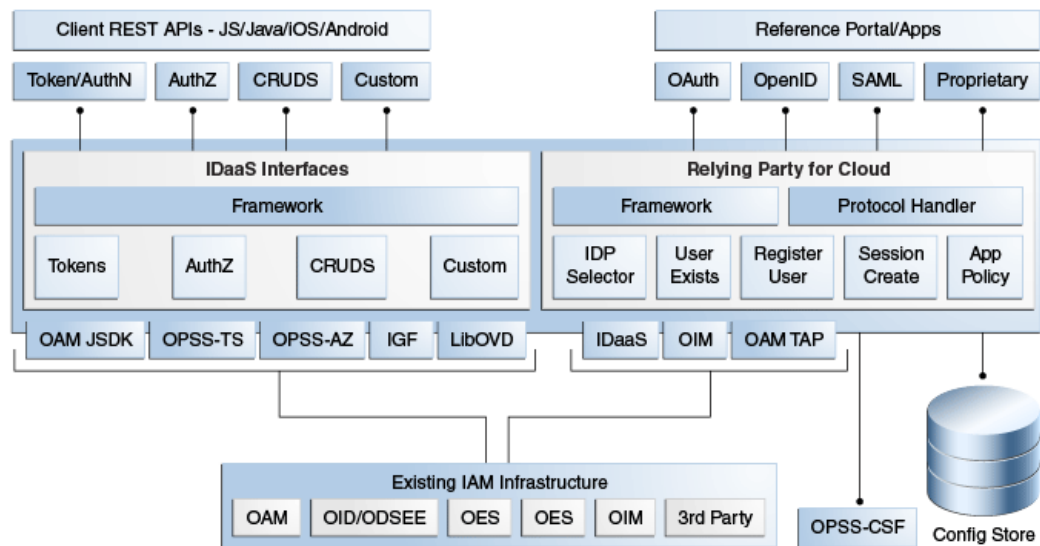 Client REST APIs - JS/Java/iOS/Android
Reference Portal/Apps
Token/AuthN
AuthZ
CRUDS
Custom
OAuth
OpenID
SAML
Proprietary
IDaaS Interfaces
Relying Party for Cloud
Framework
Framework
Protocol Handler
Tokens
AuthZ
CRUDS
Custom
IDP
Selector
User
Exists
Register
User
Session
Create
App
Policy
OAM JSDK
OPSS-TS
OPSS-AZ
IGF
LibOVD
IDaaS
OIM
OAM TAP
Existing IAM Infrastructure
OAM
OID/ODSEE
OES
OES
OIM
3rd Party
OPSS-CSF
Config Store